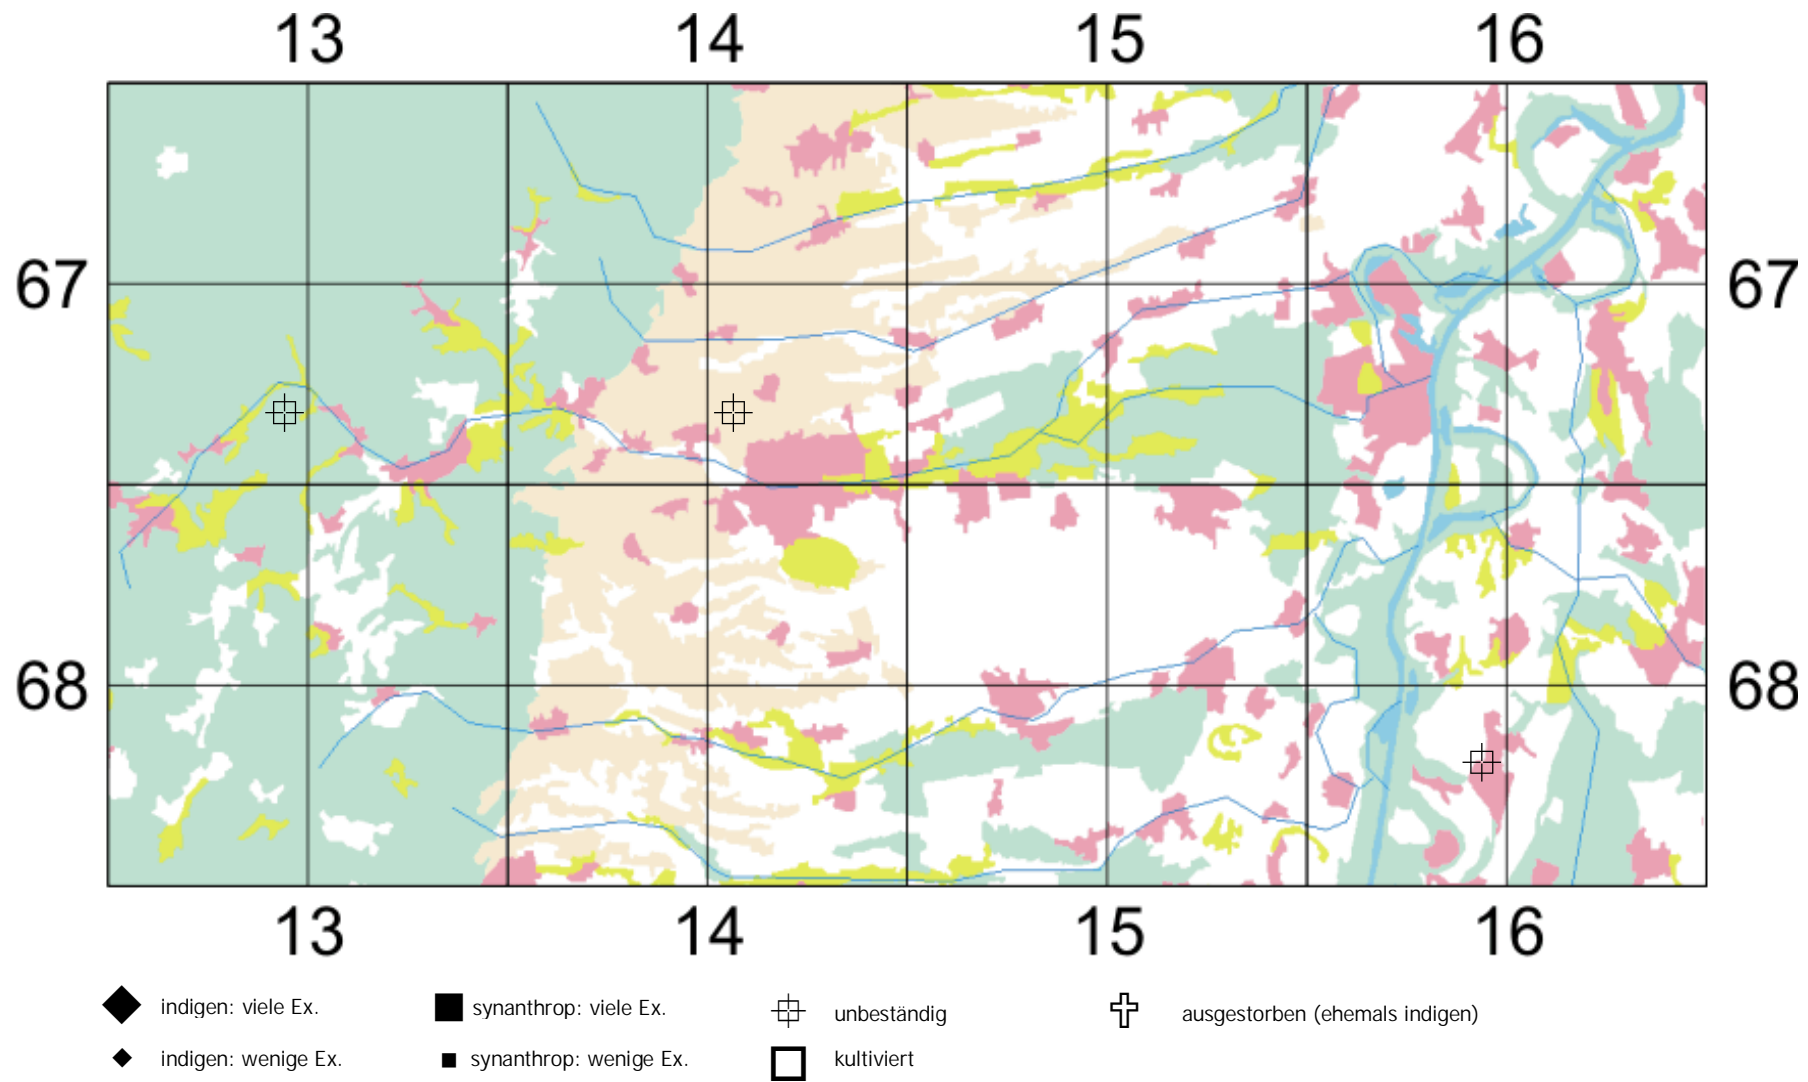 13 14 15 16
67 67
68 68
13 14 15 16
indigen: viele Ex. synanthrop: viele Ex. unbeständig ausgestorben (ehemals indigen)
indigen: wenige Ex. synanthrop: wenige Ex. kultiviert